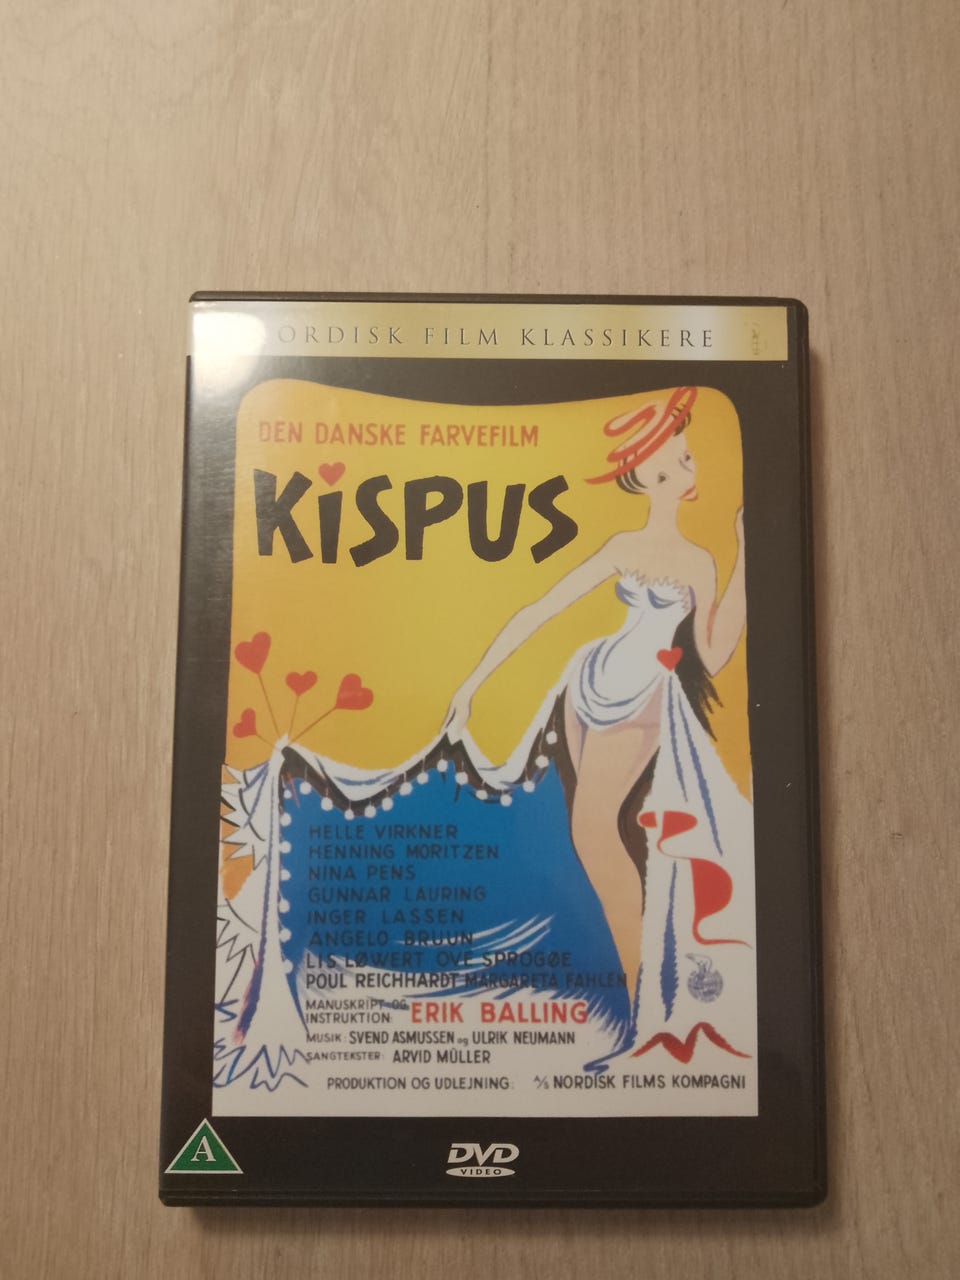 ORDISK FILM KLASSIKERE
DEN DANSKE FARVEFILM
KiSPUS
HELLE VIRKNER
HENNING MORITZEN
NINA PENS
GUNNAR LAURING
INGER LASSEN
ANGELO BRUUN
LIS LØWERT OVE SPROGØE
POUL REICHHARDT MARGARETA FAHLEN
MANUSKRIPT OG
INSTRUKTION: ERIK BALLING
MUSIK: SVEND ASMUSSEN og ULRIK NEUMANN
SANGTEKSTER: ARVID MÜLLER
PRODUKTION OG UDLEJNING: A/S NORDISK FILMS KOMPAGNI
A
DVD
VIDEO